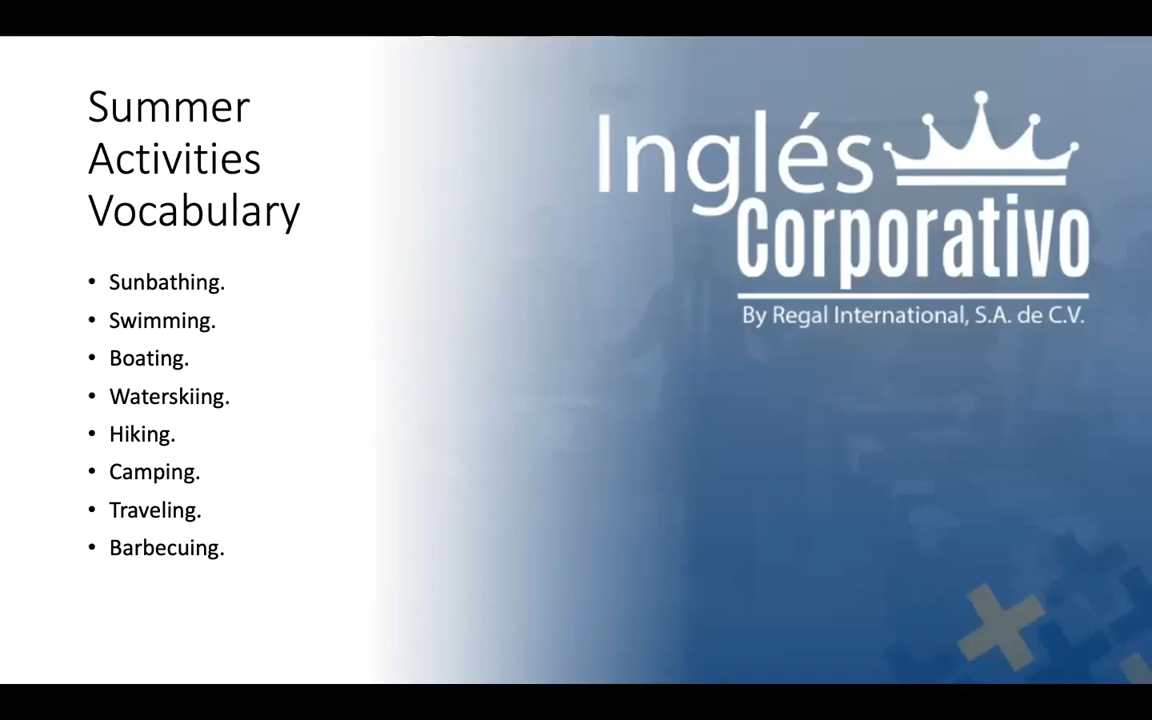 Summer
Activities
Vocabulary
• Sunbathing.
• Swimming.
• Boating.
• Waterskiing.
• Hiking.
• Camping.
• Traveling.
• Barbecuing.
Inglés
Corporativo
By Regal International, S.A. de C.V.